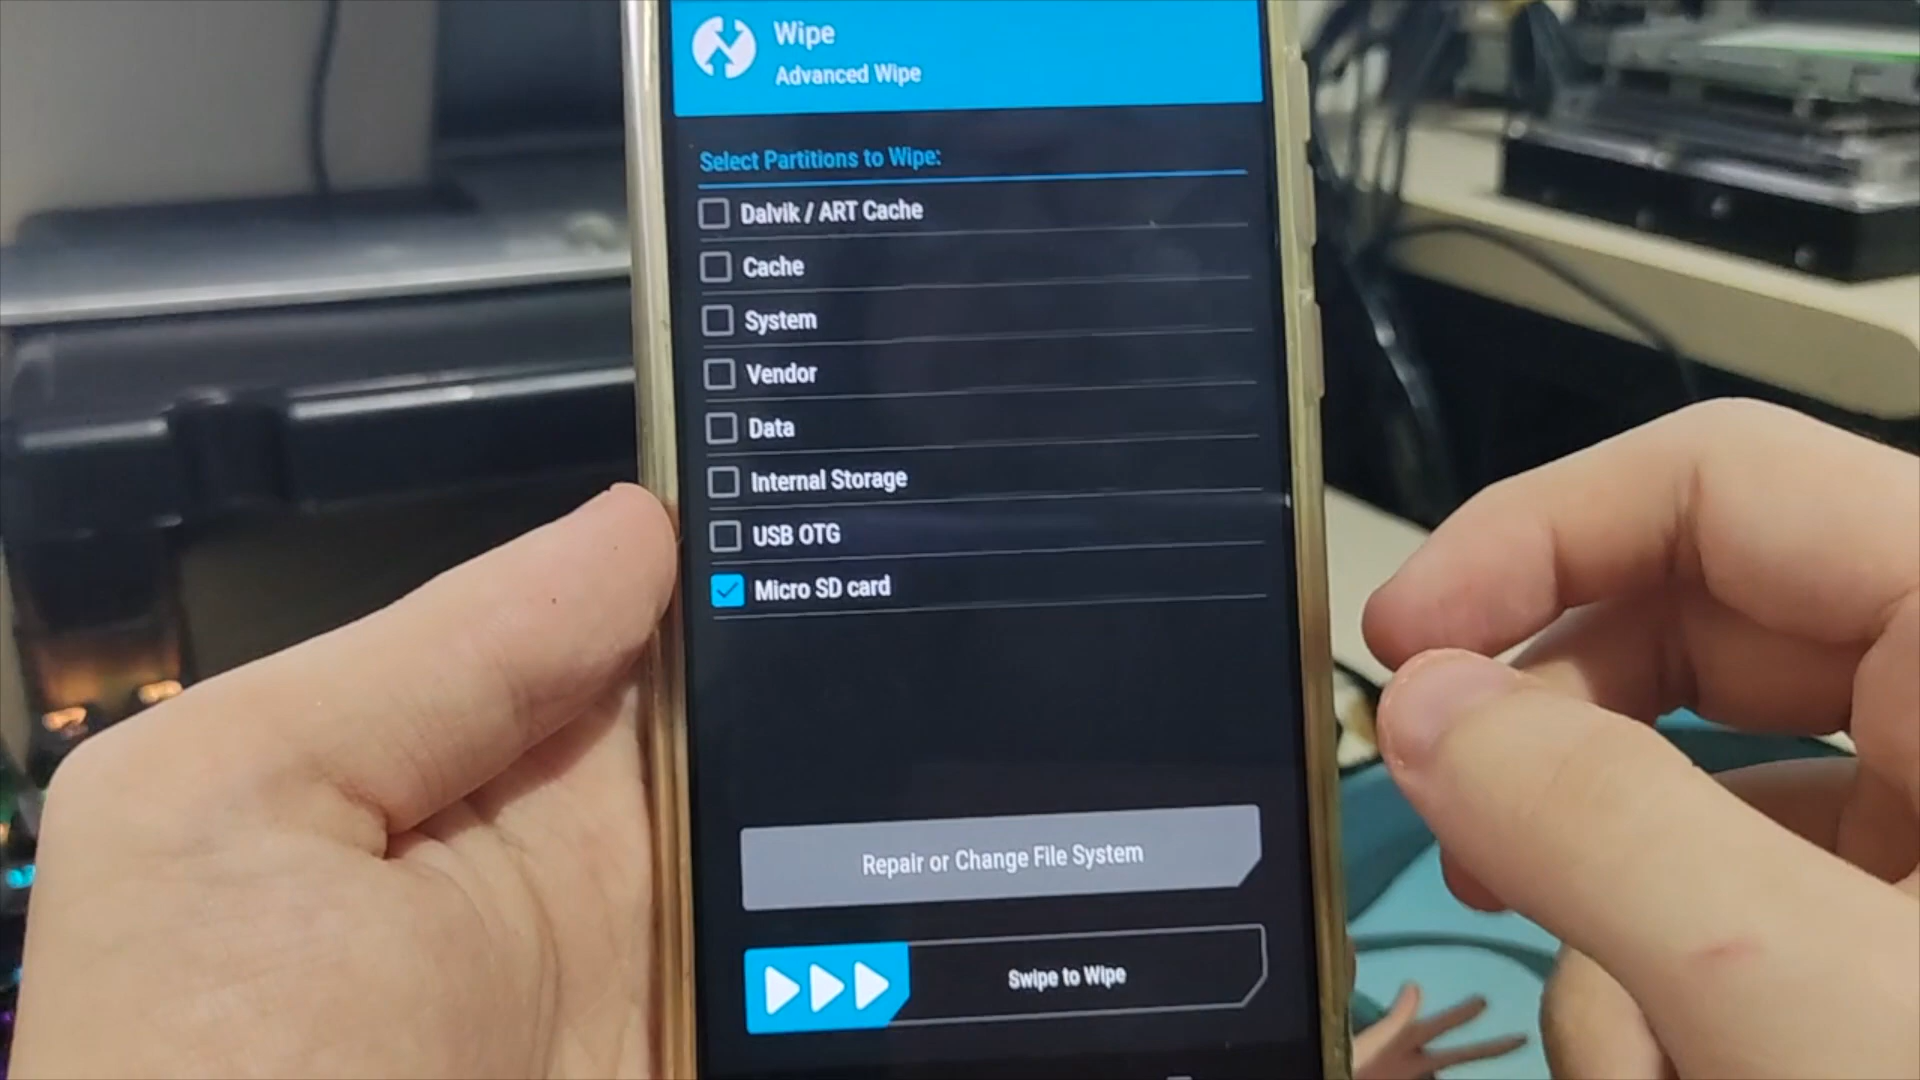 Wipe
Advanced Wipe
Select Partitions to Wipe:
Dalvik / ART Cache
Cache
System
Vendor
Data
Internal Storage
USB OTG
Micro SD card
Repair or Change File System
Swipe to Wipe